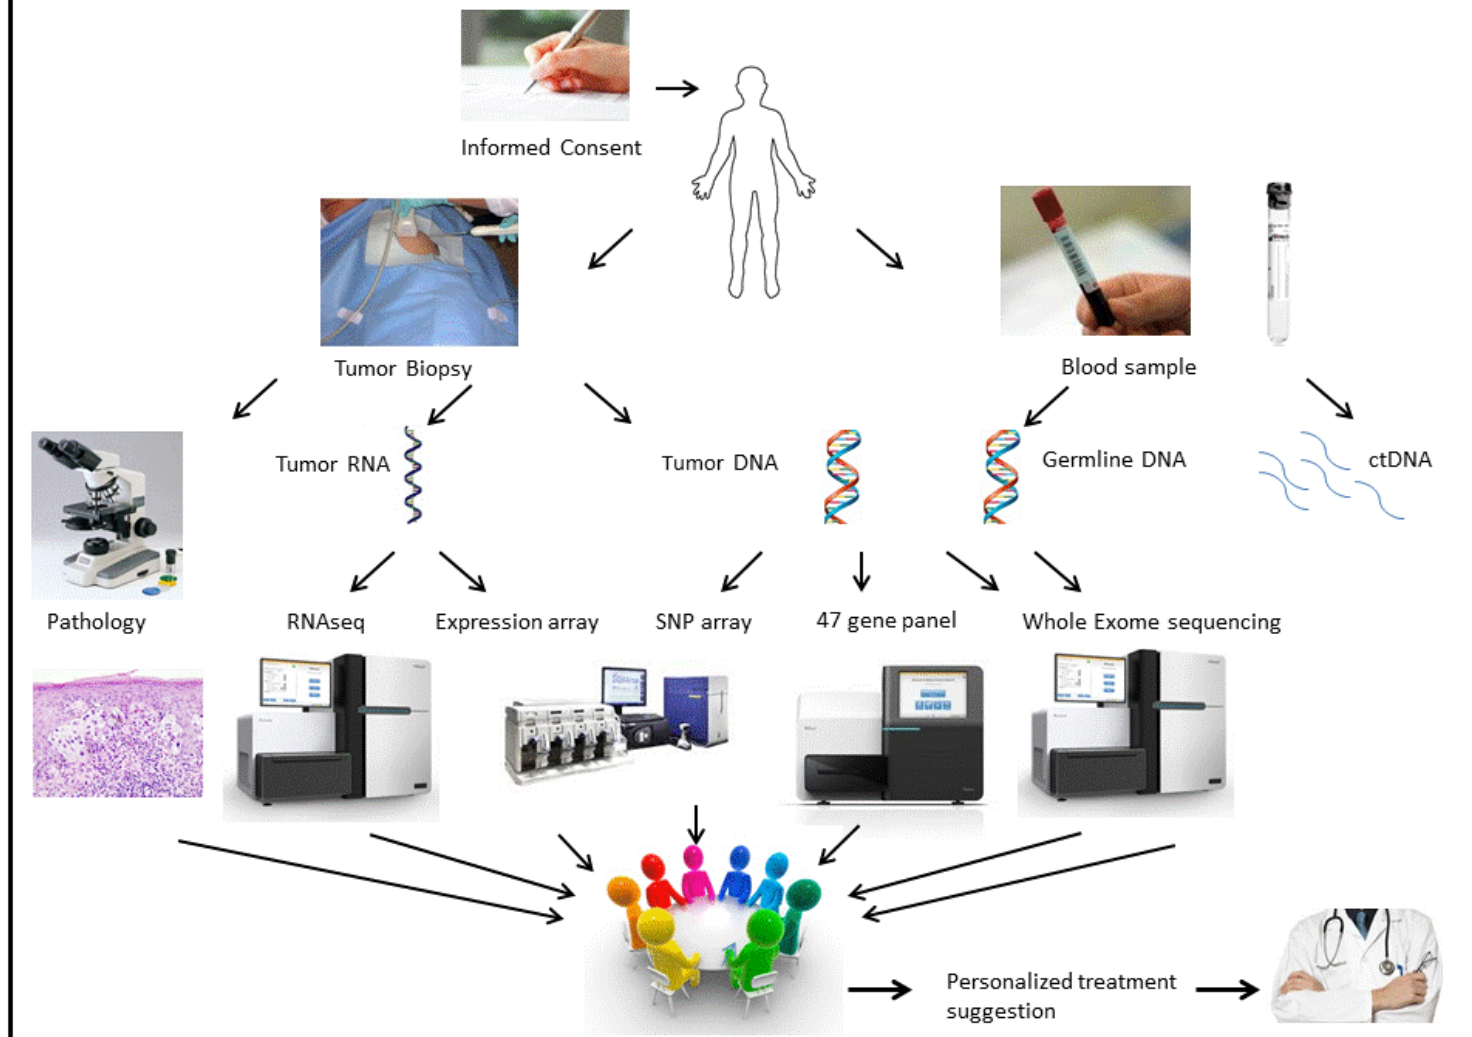 Informed Consent
Tumor Biopsy
Blood sample
Tumor RNA
Tumor DNA
Germline DNA
ctDNA
Pathology
RNAseq
Expression array
SNP array
47 gene panel
Whole Exome sequencing
Personalized treatment
suggestion